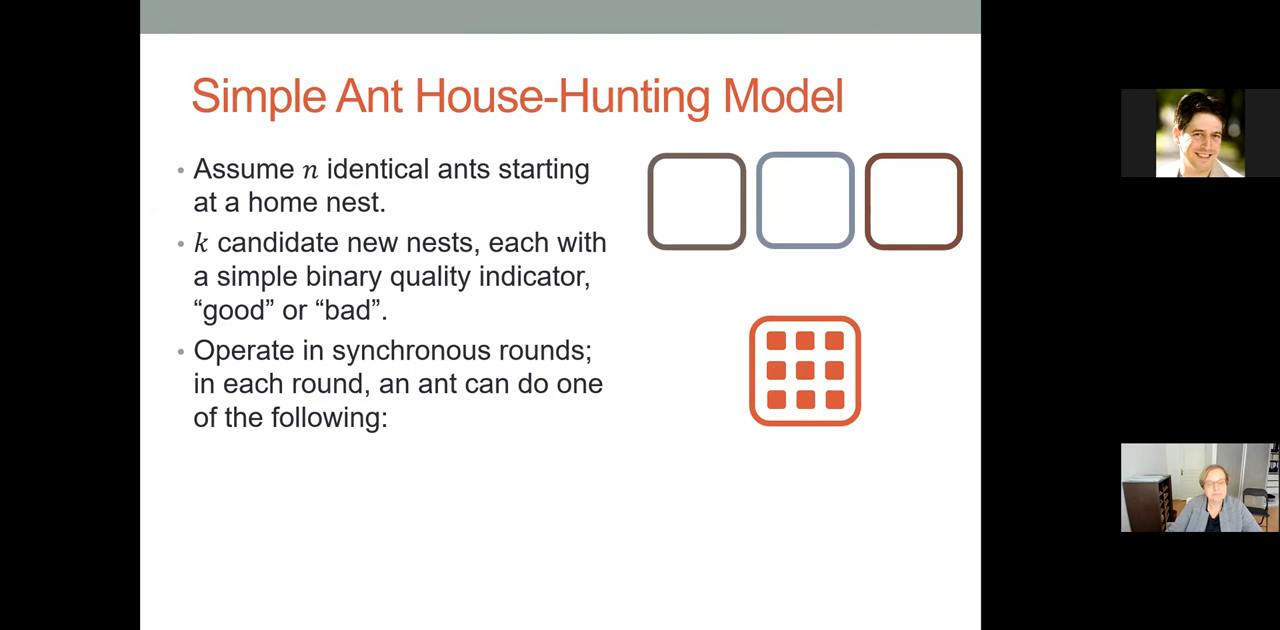 Simple Ant House-Hunting Model
• Assume n identical ants starting
at a home nest.
• k candidate new nests, each with
a simple binary quality indicator,
“good” or “bad”.
• Operate in synchronous rounds;
in each round, an ant can do one
of the following: